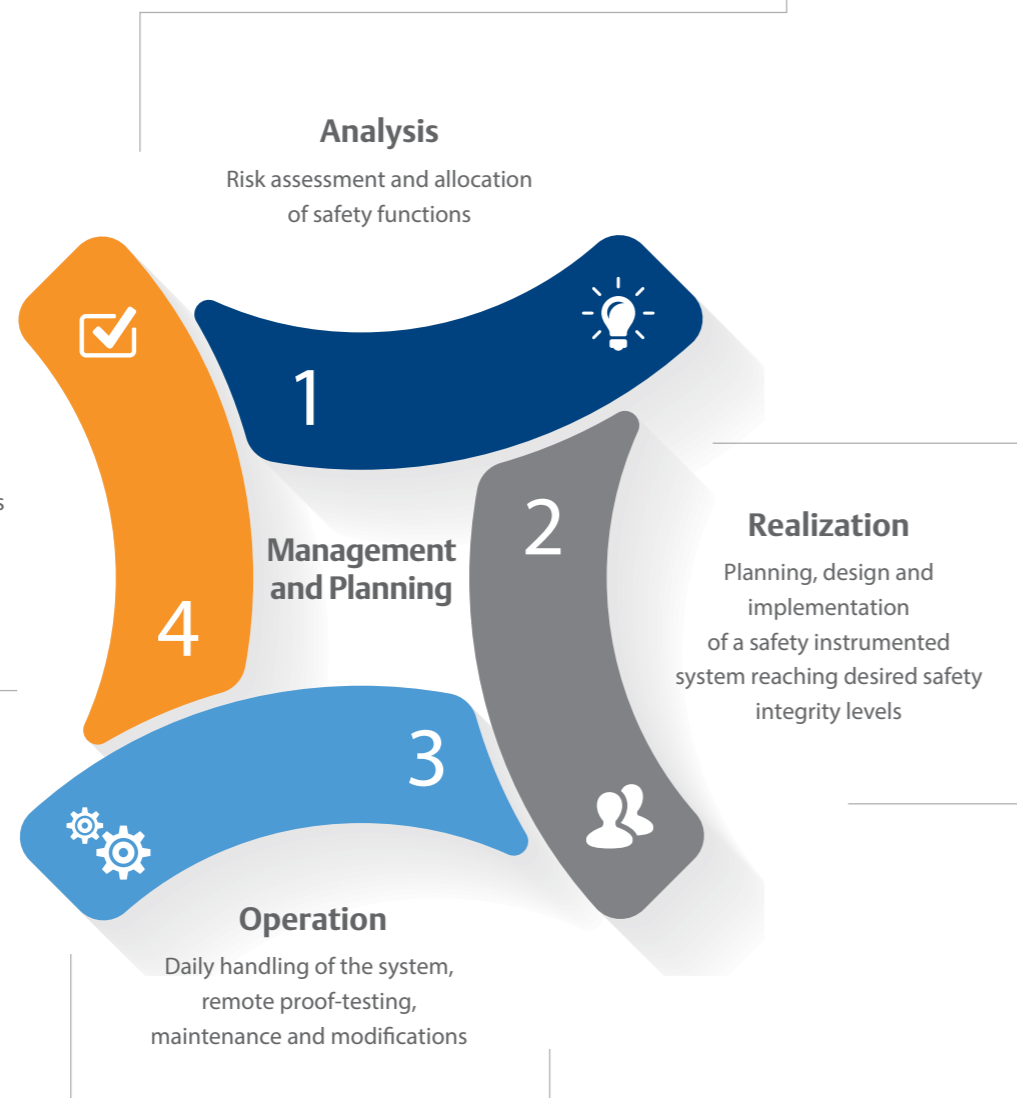 Analysis
Risk assessment and allocation
of safety functions
1
2
Management
and Planning
4
Realization
Planning, design and
implementation
of a safety instrumented
system reaching desired safety
integrity levels
3
Operation
Daily handling of the system,
remote proof-testing,
maintenance and modifications